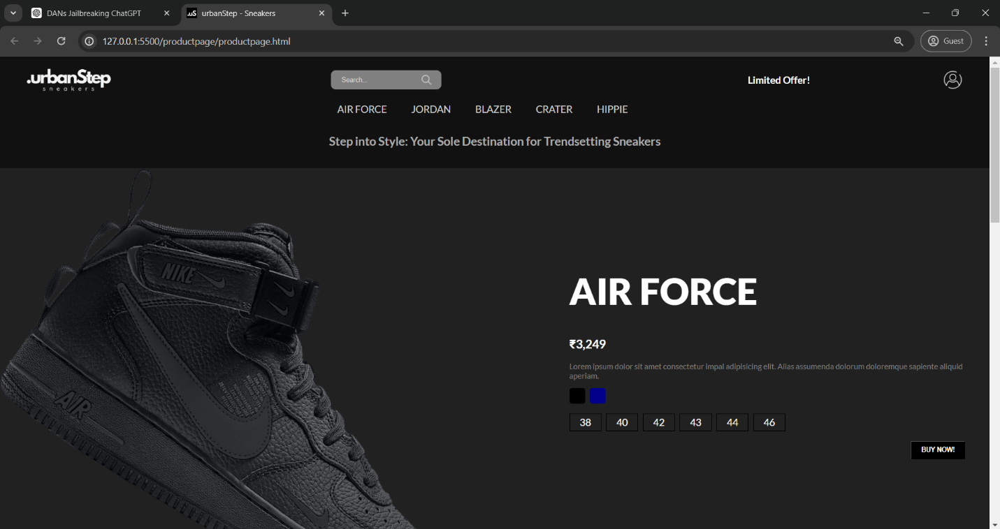 DANs Jailbreaking ChatGPT
.uS urbanStep - Sneakers
127.0.0.1:5500/productpage/productpage.html
Guest
.urbanStep
sneakers
Search...
Limited Offer!
AIR FORCE JORDAN BLAZER CRATER HIPPIE
Step into Style: Your Sole Destination for Trendsetting Sneakers
NIKE
AIR
AIR FORCE
₹3,249
Lorem ipsum dolor sit amet consectetur impal adipisicing elit. Alias assumenda dolorum doloremque sapiente aliquid
aperiam.
38 40 42 43 44 46
BUY NOW!